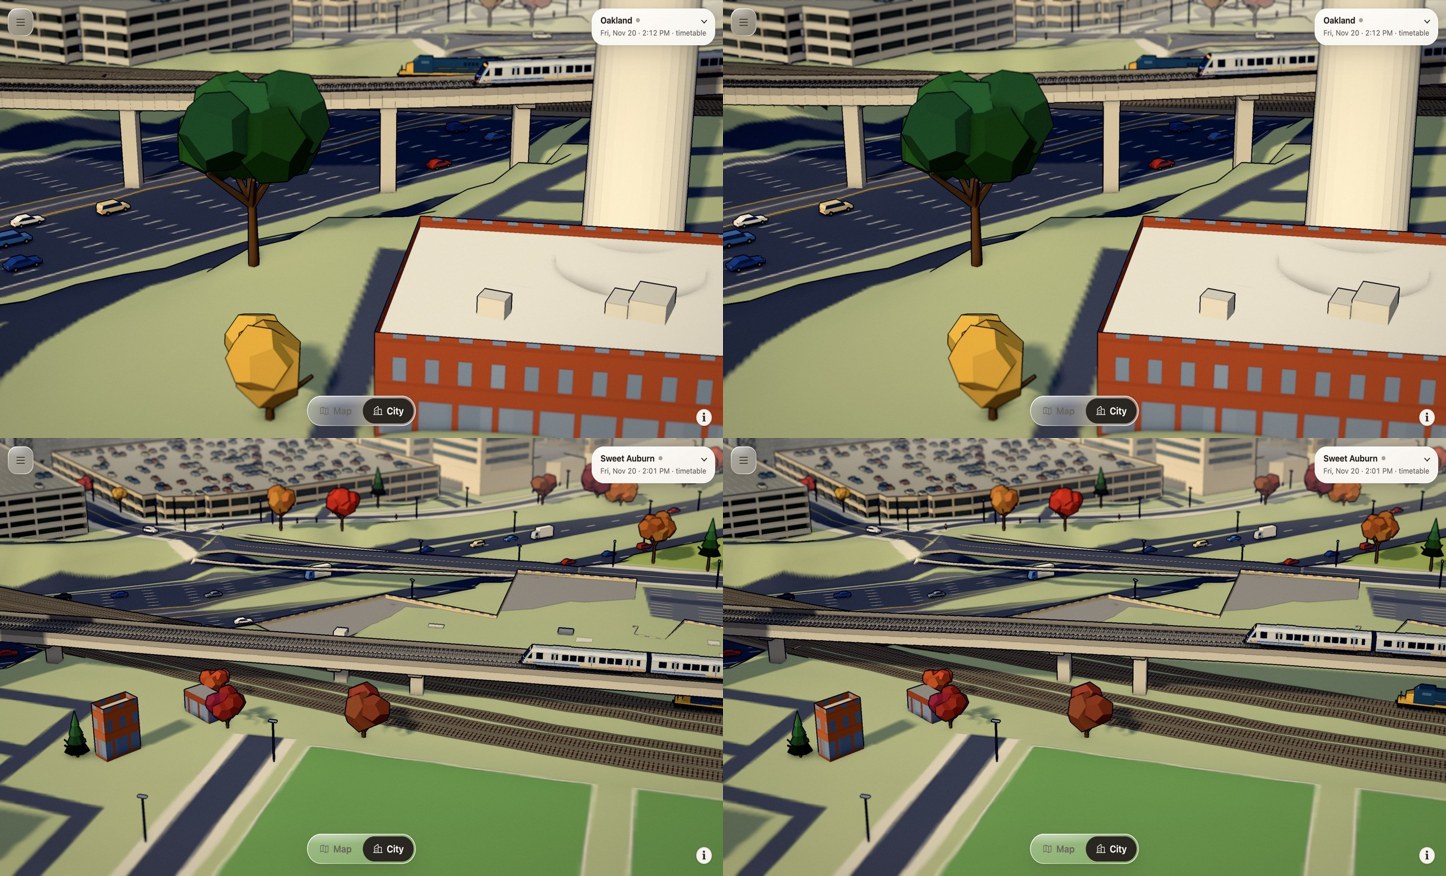 Oakland
Fri, Nov 20 · 2:12 PM · timetable
Map
City
Oakland
Fri, Nov 20 · 2:12 PM · timetable
Map
City
Sweet Auburn
Fri, Nov 20 · 2:01 PM · timetable
Map
City
Sweet Auburn
Fri, Nov 20 · 2:01 PM · timetable
Map
City